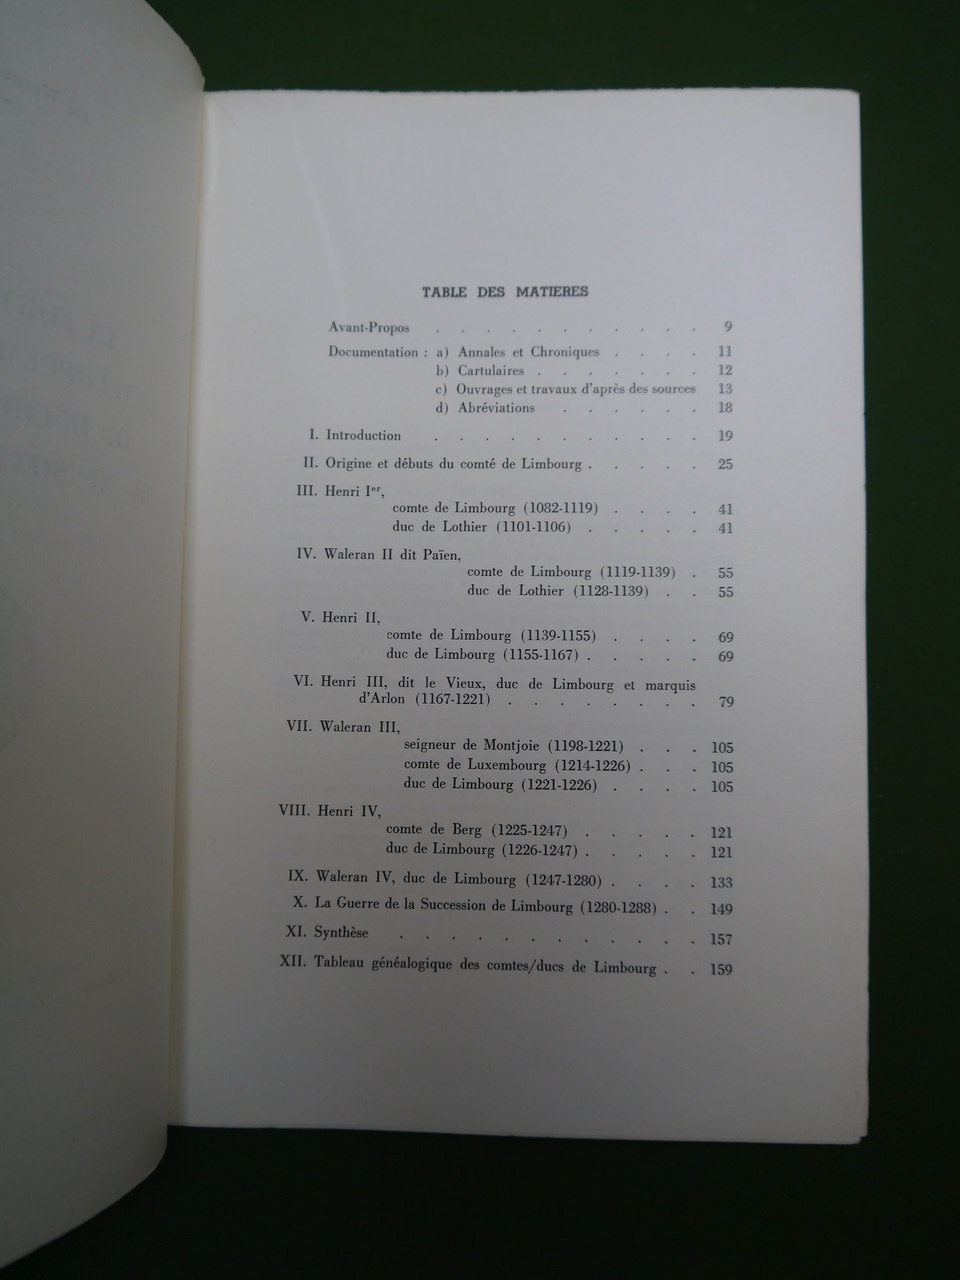 TABLE DES MATIERES
Avant-Propos . . . . . . . . . . . 9
Documentation : a) Annales et Chroniques . . . . 11
b) Cartulaires . . . . . . . 12
c) Ouvrages et travaux d'après des sources 13
d) Abréviations . . . . . . 18
I. Introduction . . . . . . . . . . . 19
II. Origine et débuts du comté de Limbourg . . . . . 25
III. Henri Ier,
comte de Limbourg (1082-1119) . . . . 41
duc de Lothier (1101-1106) . . . . . 41
IV. Waleran II dit Païen,
comte de Limbourg (1119-1139) . 55
duc de Lothier (1128-1139) . . 55
V. Henri II,
comte de Limbourg (1139-1155) . . . . 69
duc de Limbourg (1155-1167) . . . . . 69
VI. Henri III, dit le Vieux, duc de Limbourg et marquis
d'Arlon (1167-1221) . . . . . . . . 79
VII. Waleran III,
seigneur de Montjoie (1198-1221) . . . 105
comte de Luxembourg (1214-1226) . . . 105
duc de Limbourg (1221-1226) . . . . 105
VIII. Henri IV,
comte de Berg (1225-1247) . . . . . 121
duc de Limbourg (1226-1247) . . . . . 121
IX. Waleran IV, duc de Limbourg (1247-1280) . . . . 133
X. La Guerre de la Succession de Limbourg (1280-1288) . . 149
XI. Synthèse . . . . . . . . . . . . 157
XII. Tableau généalogique des comtes/ducs de Limbourg . . 159